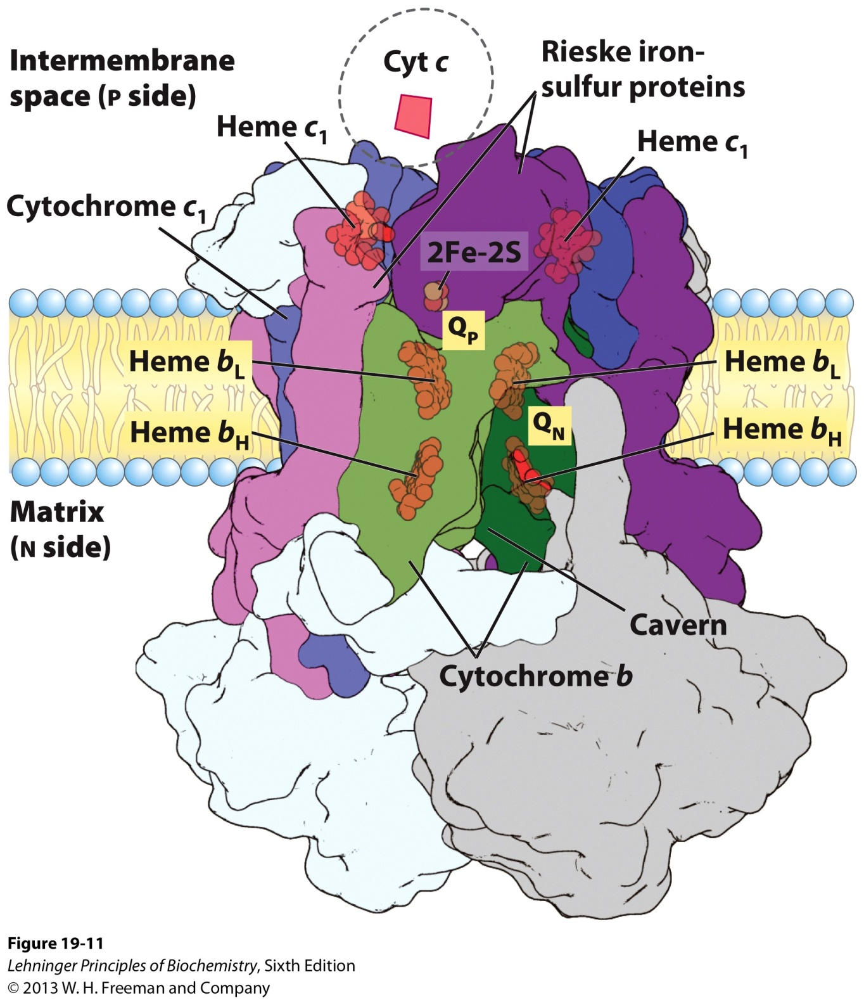 Intermembrane
space (P side)
Cyt c
Rieske iron-
sulfur proteins
Heme c1
Heme c1
Cytochrome c1
2Fe-2S
QP
Heme bL
Heme bL
QN
Heme bH
Heme bH
Matrix
(N side)
Cavern
Cytochrome b
Figure 19-11
Lehninger Principles of Biochemistry, Sixth Edition
© 2013 W. H. Freeman and Company